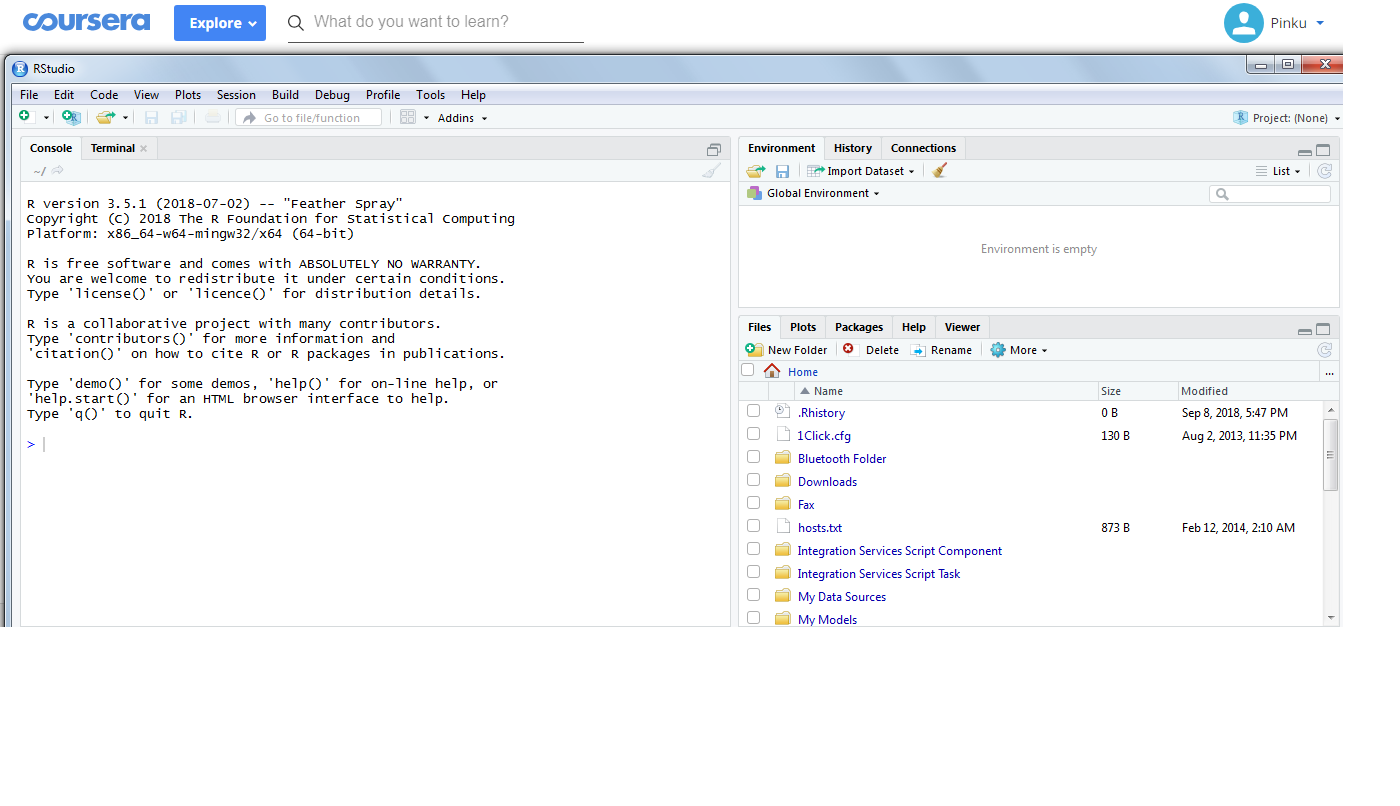 coursera Explore What do you want to learn? Pinku
RStudio
File Edit Code View Plots Session Build Debug Profile Tools Help
Go to file/function Addins Project: (None)
Console Terminal
~/
R version 3.5.1 (2018-07-02) -- "Feather Spray"
Copyright (C) 2018 The R Foundation for Statistical Computing
Platform: x86_64-w64-mingw32/x64 (64-bit)
R is free software and comes with ABSOLUTELY NO WARRANTY.
You are welcome to redistribute it under certain conditions.
Type 'license()' or 'licence()' for distribution details.
R is a collaborative project with many contributors.
Type 'contributors()' for more information and
'citation()' on how to cite R or R packages in publications.
Type 'demo()' for some demos, 'help()' for on-line help, or
'help.start()' for an HTML browser interface to help.
Type 'q()' to quit R.
>
Environment History Connections
Import Dataset List
Global Environment
Environment is empty
Files Plots Packages Help Viewer
New Folder Delete Rename More
Home ...
Name Size Modified
.Rhistory 0 B Sep 8, 2018, 5:47 PM
1Click.cfg 130 B Aug 2, 2013, 11:35 PM
Bluetooth Folder
Downloads
Fax
hosts.txt 873 B Feb 12, 2014, 2:10 AM
Integration Services Script Component
Integration Services Script Task
My Data Sources
My Models